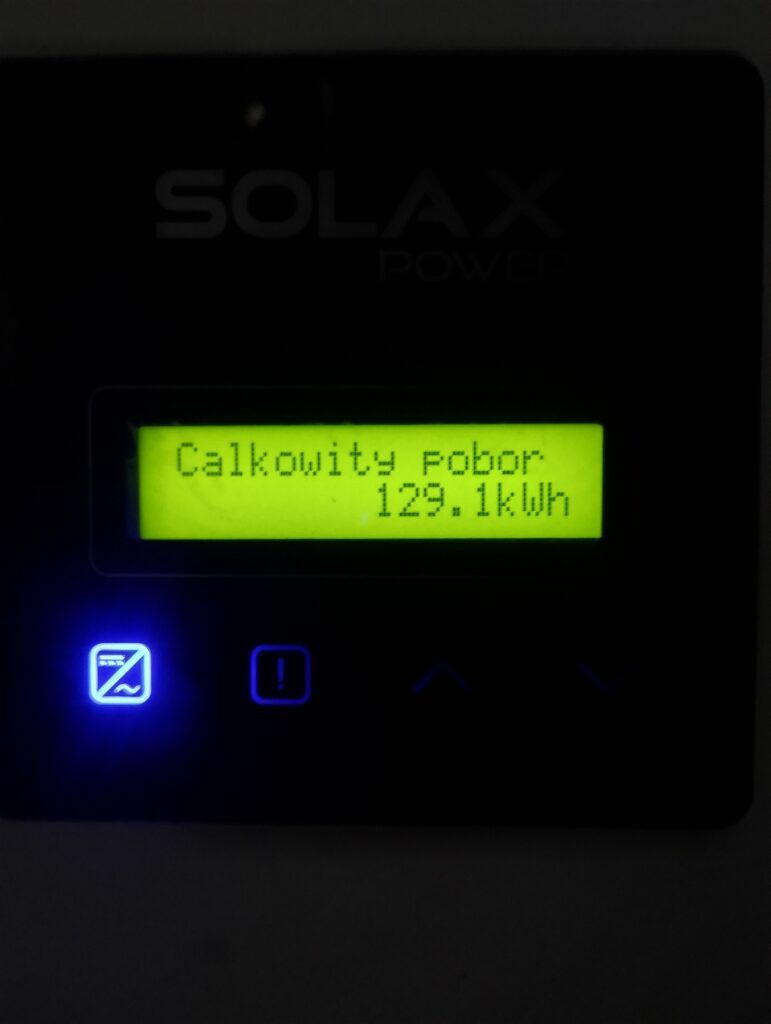 SOLAX
POWER
Calkowity pobor
129.1kWh